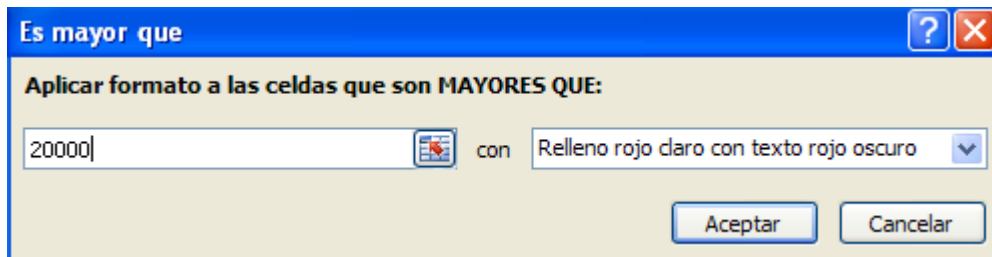 Es mayor que
Aplicar formato a las celdas que son MAYORES QUE:
20000 con Relleno rojo claro con texto rojo oscuro
Aceptar Cancelar